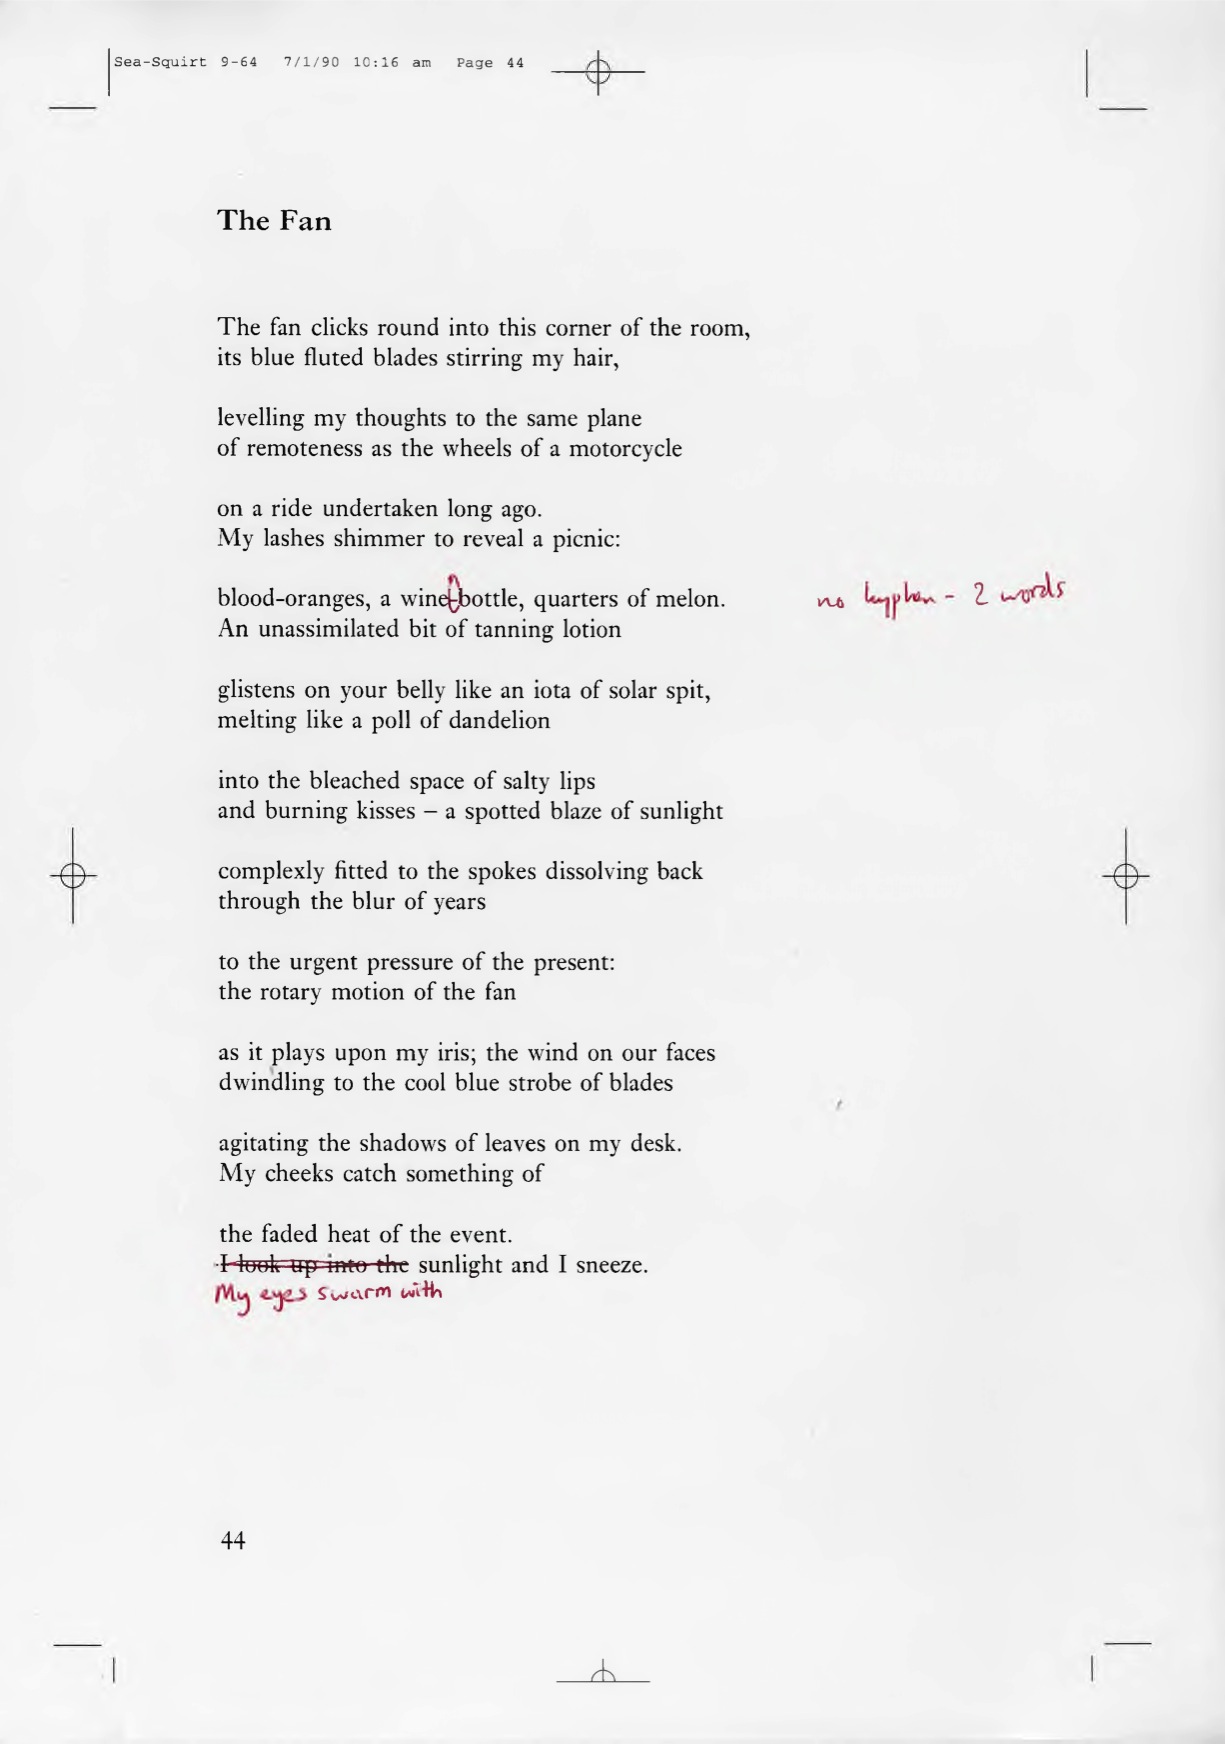 Sea-Squirt 9-64 7/1/90 10:16 am Page 44
The Fan
The fan clicks round into this corner of the room,
its blue fluted blades stirring my hair,
levelling my thoughts to the same plane
of remoteness as the wheels of a motorcycle
on a ride undertaken long ago.
My lashes shimmer to reveal a picnic:
blood-oranges, a wine-bottle, quarters of melon. no hyphen - 2 words
An unassimilated bit of tanning lotion
glistens on your belly like an iota of solar spit,
melting like a poll of dandelion
into the bleached space of salty lips
and burning kisses – a spotted blaze of sunlight
complexly fitted to the spokes dissolving back
through the blur of years
to the urgent pressure of the present:
the rotary motion of the fan
as it plays upon my iris; the wind on our faces
dwindling to the cool blue strobe of blades
agitating the shadows of leaves on my desk.
My cheeks catch something of
the faded heat of the event.
I look up into the sunlight and I sneeze.
My eyes swarm with
44